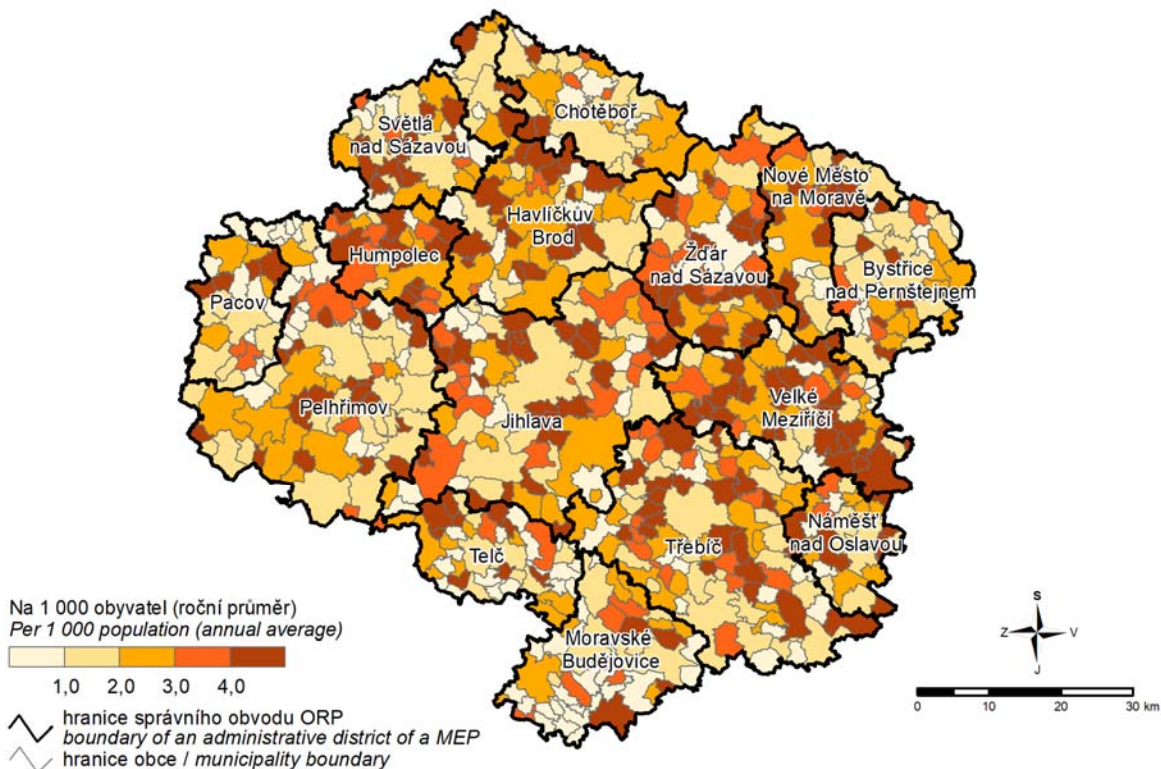 Chotěboř
Světlá
nad Sázavou
Nové Město
na Moravě
Havlíčkův
Brod
Humpolec
Žďár
nad Sázavou
Bystřice
nad Pernštejnem
Pacov
Pelhřimov
Jihlava
Velké
Meziříčí
Náměšť
nad Oslavou
Telč
Třebíč
Moravské
Budějovice
Na 1 000 obyvatel (roční průměr)
Per 1 000 population (annual average)
1,0 2,0 3,0 4,0
hranice správního obvodu ORP
boundary of an administrative district of a MEP
hranice obce / municipality boundary
S
Z V
J
0 10 20 30 km